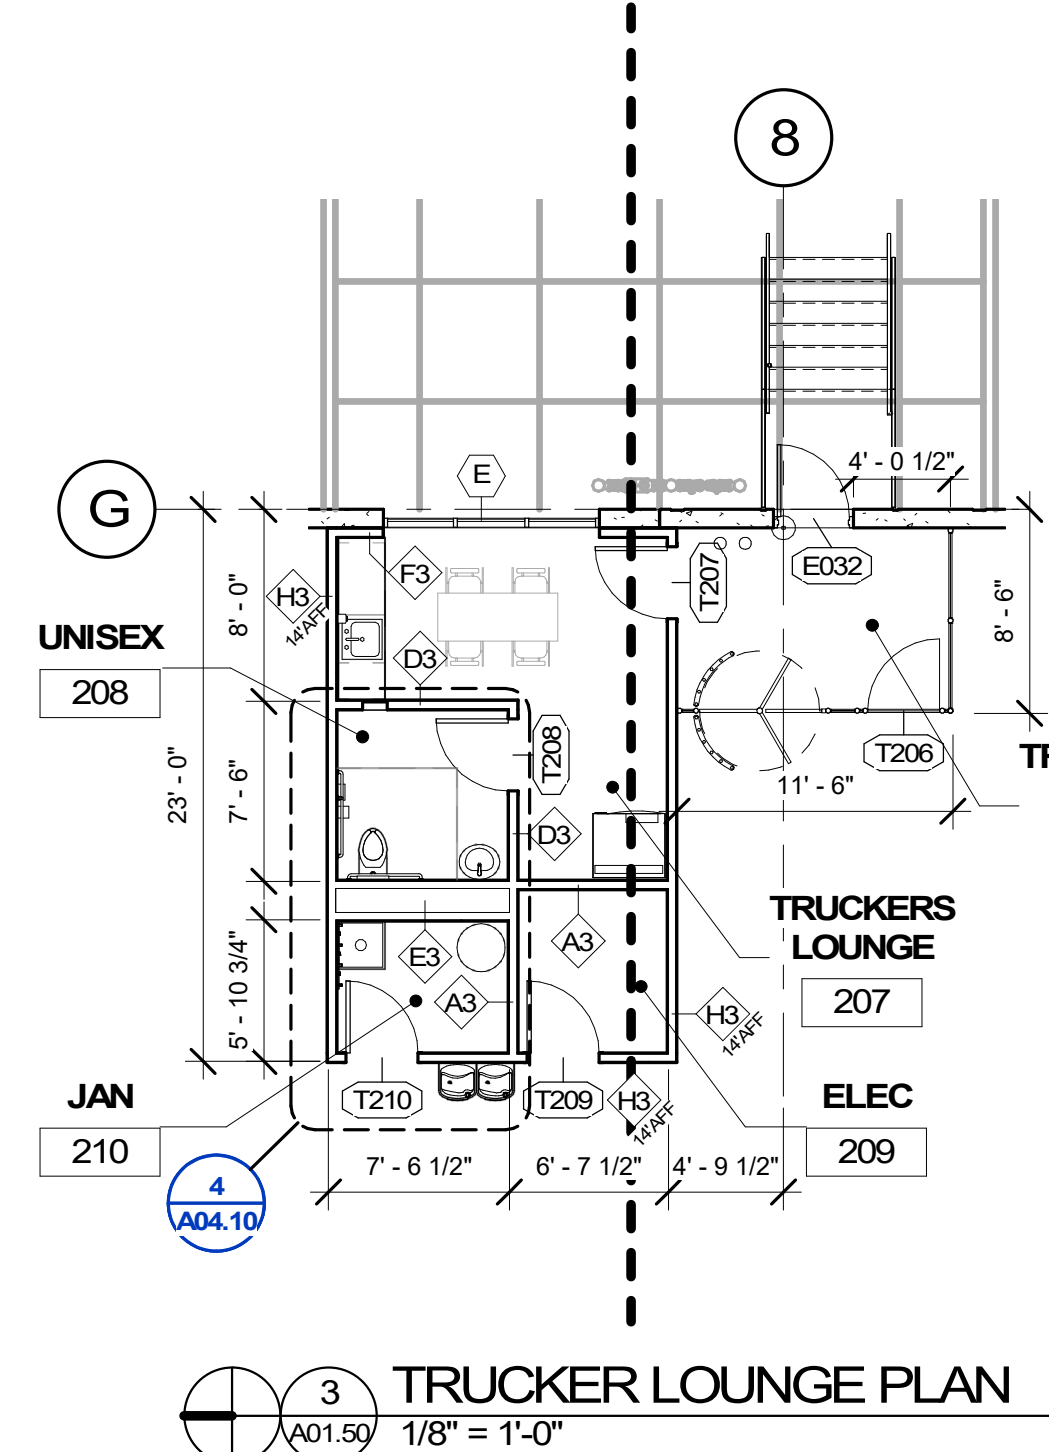 8
E
4' - 0 1/2"
G
F3
T207
E032
H3
14'AFF
8' - 0"
8' - 6"
UNISEX
208
D3
T208
T206
TR
11' - 6"
23' - 0"
7' - 6"
D3
TRUCKERS
LOUNGE
207
A3
E3
A3
5' - 10 3/4"
H3
14'AFF
JAN
210
T210
T209
H3
14'AFF
ELEC
209
7' - 6 1/2"
6' - 7 1/2"
4' - 9 1/2"
4
A04.10
3
A01.50
TRUCKER LOUNGE PLAN
1/8" = 1'-0"